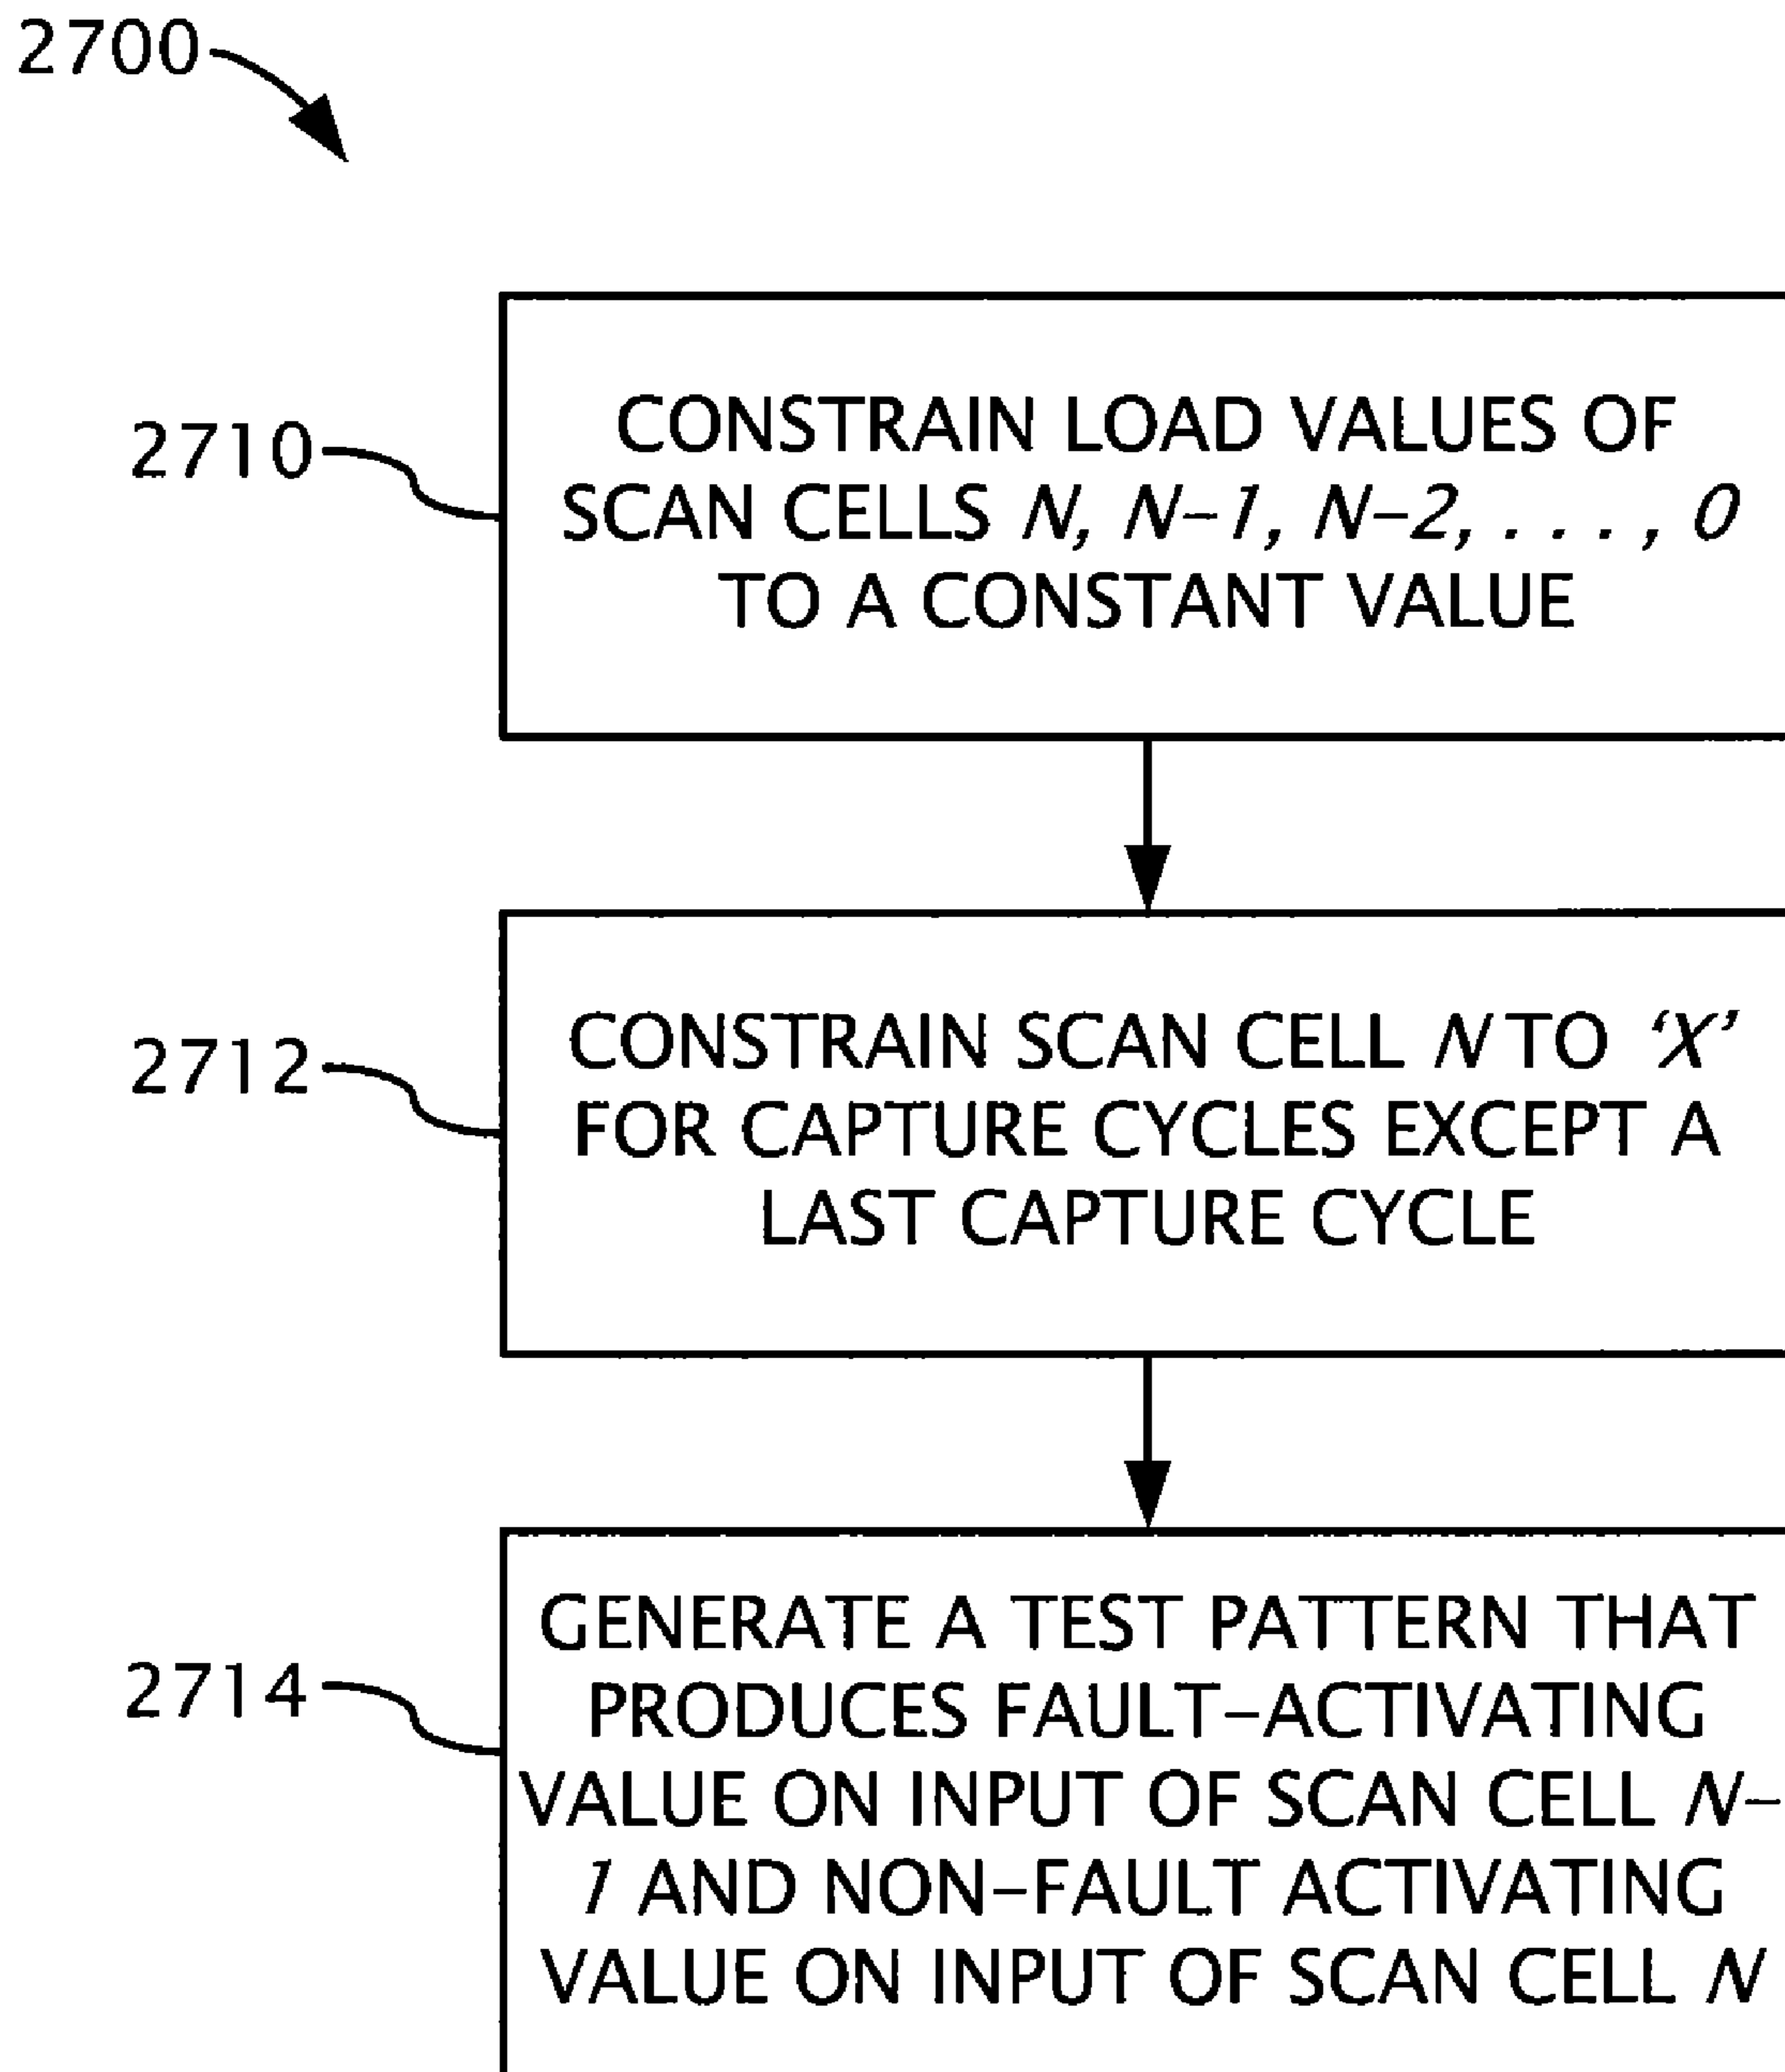 2700
2710
CONSTRAIN LOAD VALUES OF
SCAN CELLS N, N-1, N-2, . . . , 0
TO A CONSTANT VALUE
2712
CONSTRAIN SCAN CELL N TO ‘X’
FOR CAPTURE CYCLES EXCEPT A
LAST CAPTURE CYCLE
2714
GENERATE A TEST PATTERN THAT
PRODUCES FAULT-ACTIVATING
VALUE ON INPUT OF SCAN CELL N-
1 AND NON-FAULT ACTIVATING
VALUE ON INPUT OF SCAN CELL N